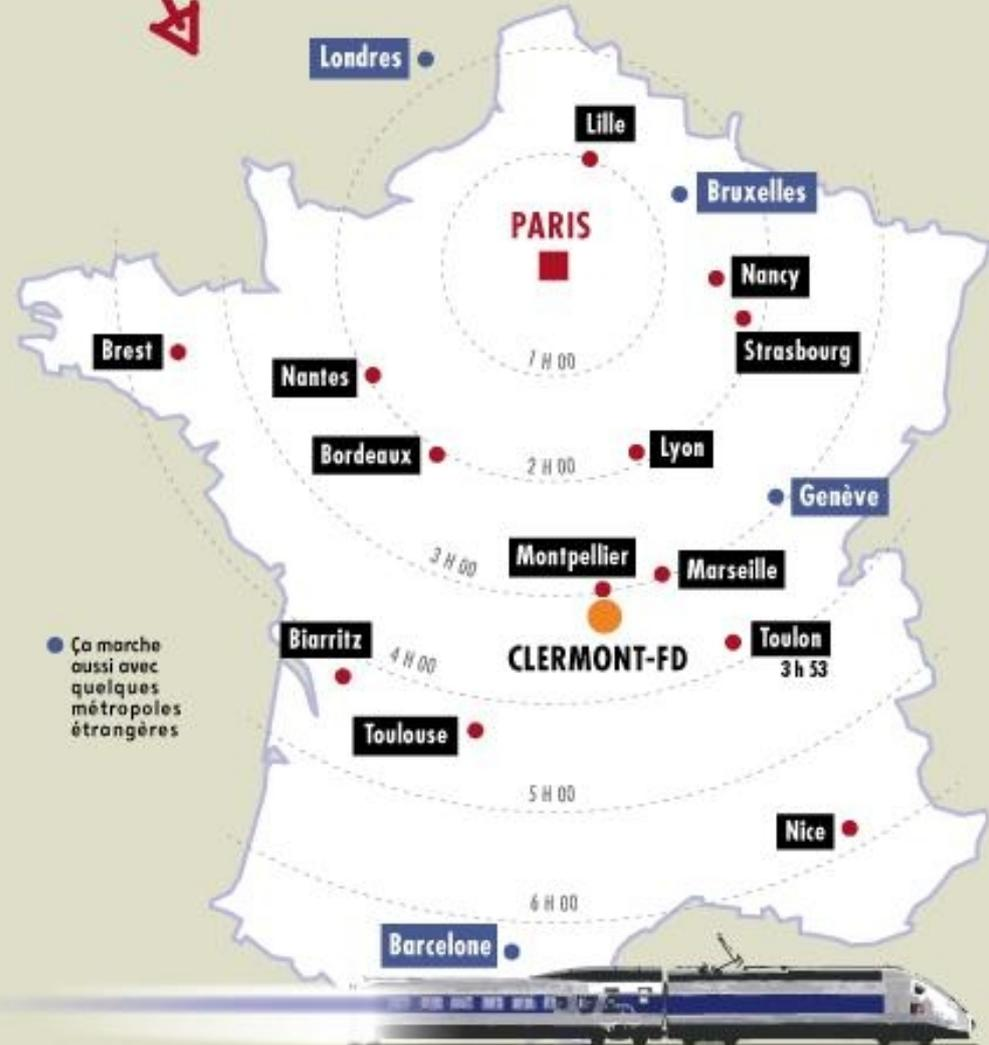 Londres
Lille
Bruxelles
PARIS
Nancy
Strasbourg
Brest
Nantes
1 H 00
Bordeaux
Lyon
2 H 00
Genève
3 H 00
Montpellier
Marseille
CLERMONT-FD
Toulon
3 h 53
Biarritz
4 H 00
Ça marche
aussi avec
quelques
métropoles
étrangères
Toulouse
5 H 00
Nice
6 H 00
Barcelone